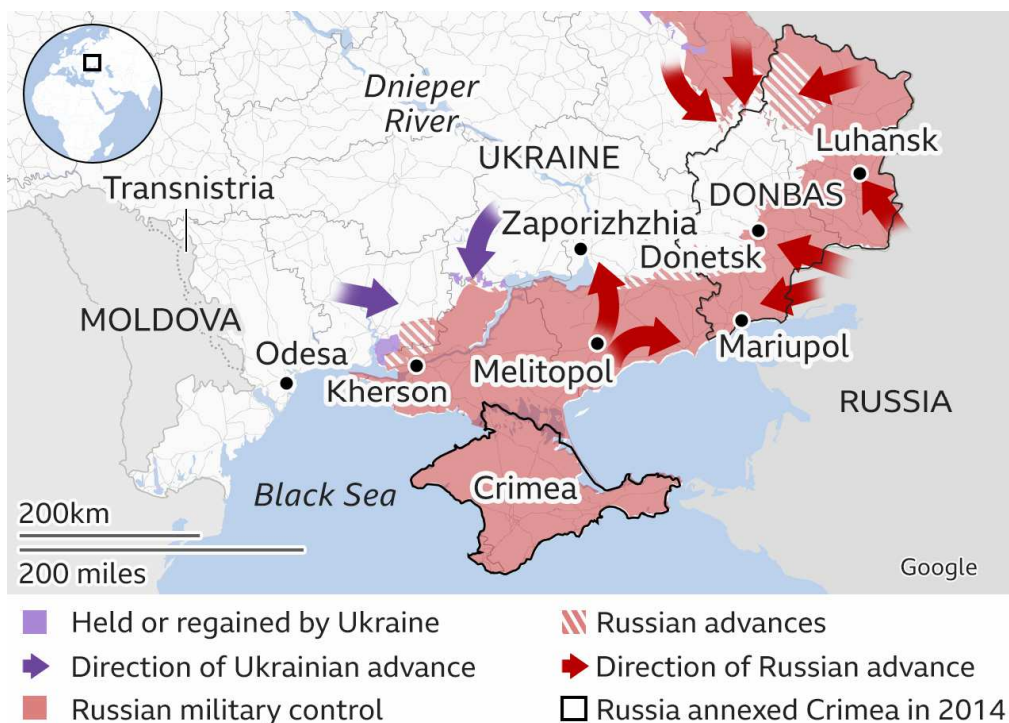 Dnieper
River
UKRAINE
Luhansk
Transnistria
DONBAS
Zaporizhzhia
Donetsk
MOLDOVA
Odesa
Kherson
Melitopol
Mariupol
RUSSIA
Black Sea
Crimea
200km
200 miles
Google
Held or regained by Ukraine
Russian advances
Direction of Ukrainian advance
Direction of Russian advance
Russian military control
Russia annexed Crimea in 2014